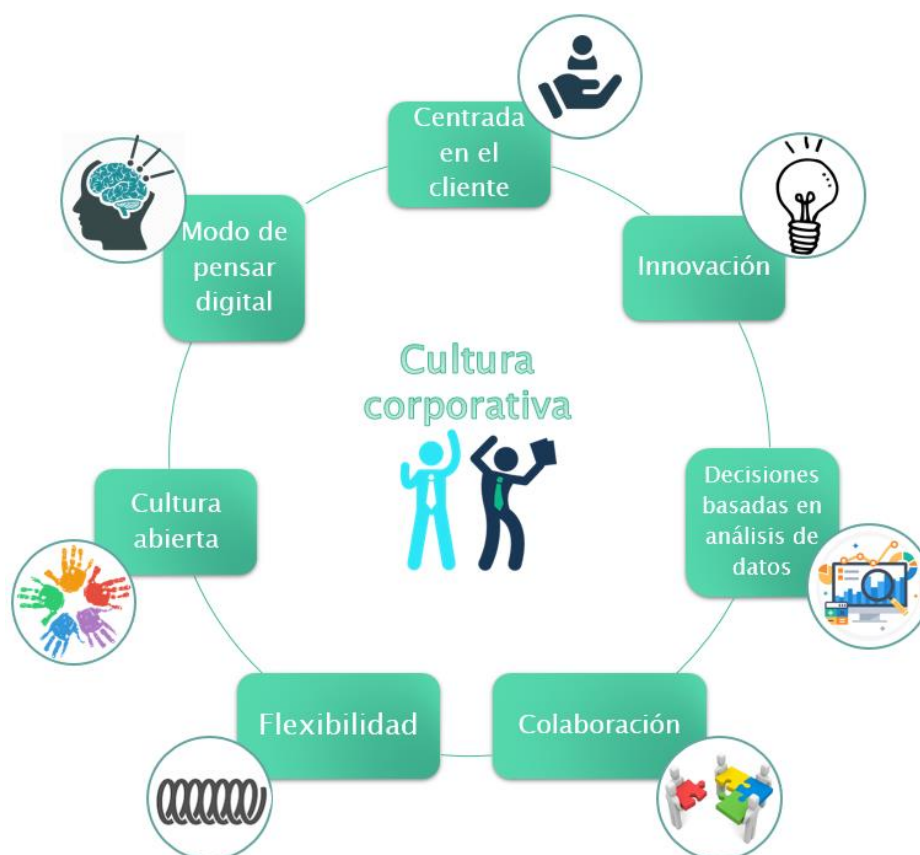 Centrada
en el
cliente
Modo de
pensar
digital
Innovación
Cultura
corporativa
Decisiones
basadas en
análisis de
datos
Cultura
abierta
Flexibilidad
Colaboración